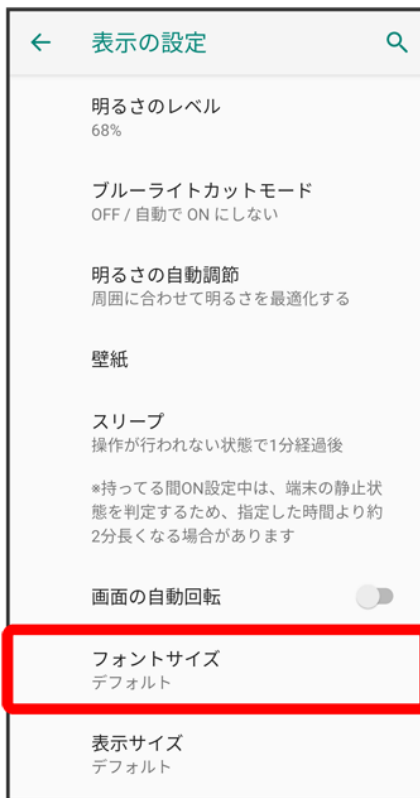 表示の設定
明るさのレベル
68%
ブルーライトカットモード
OFF / 自動で ON にしない
明るさの自動調節
周囲に合わせて明るさを最適化する
壁紙
スリープ
操作が行われない状態で1分経過後
※持ってる間ON設定中は、端末の静止状
態を判定するため、指定した時間より約
2分長くなる場合があります
画面の自動回転
フォントサイズ
デフォルト
表示サイズ
デフォルト